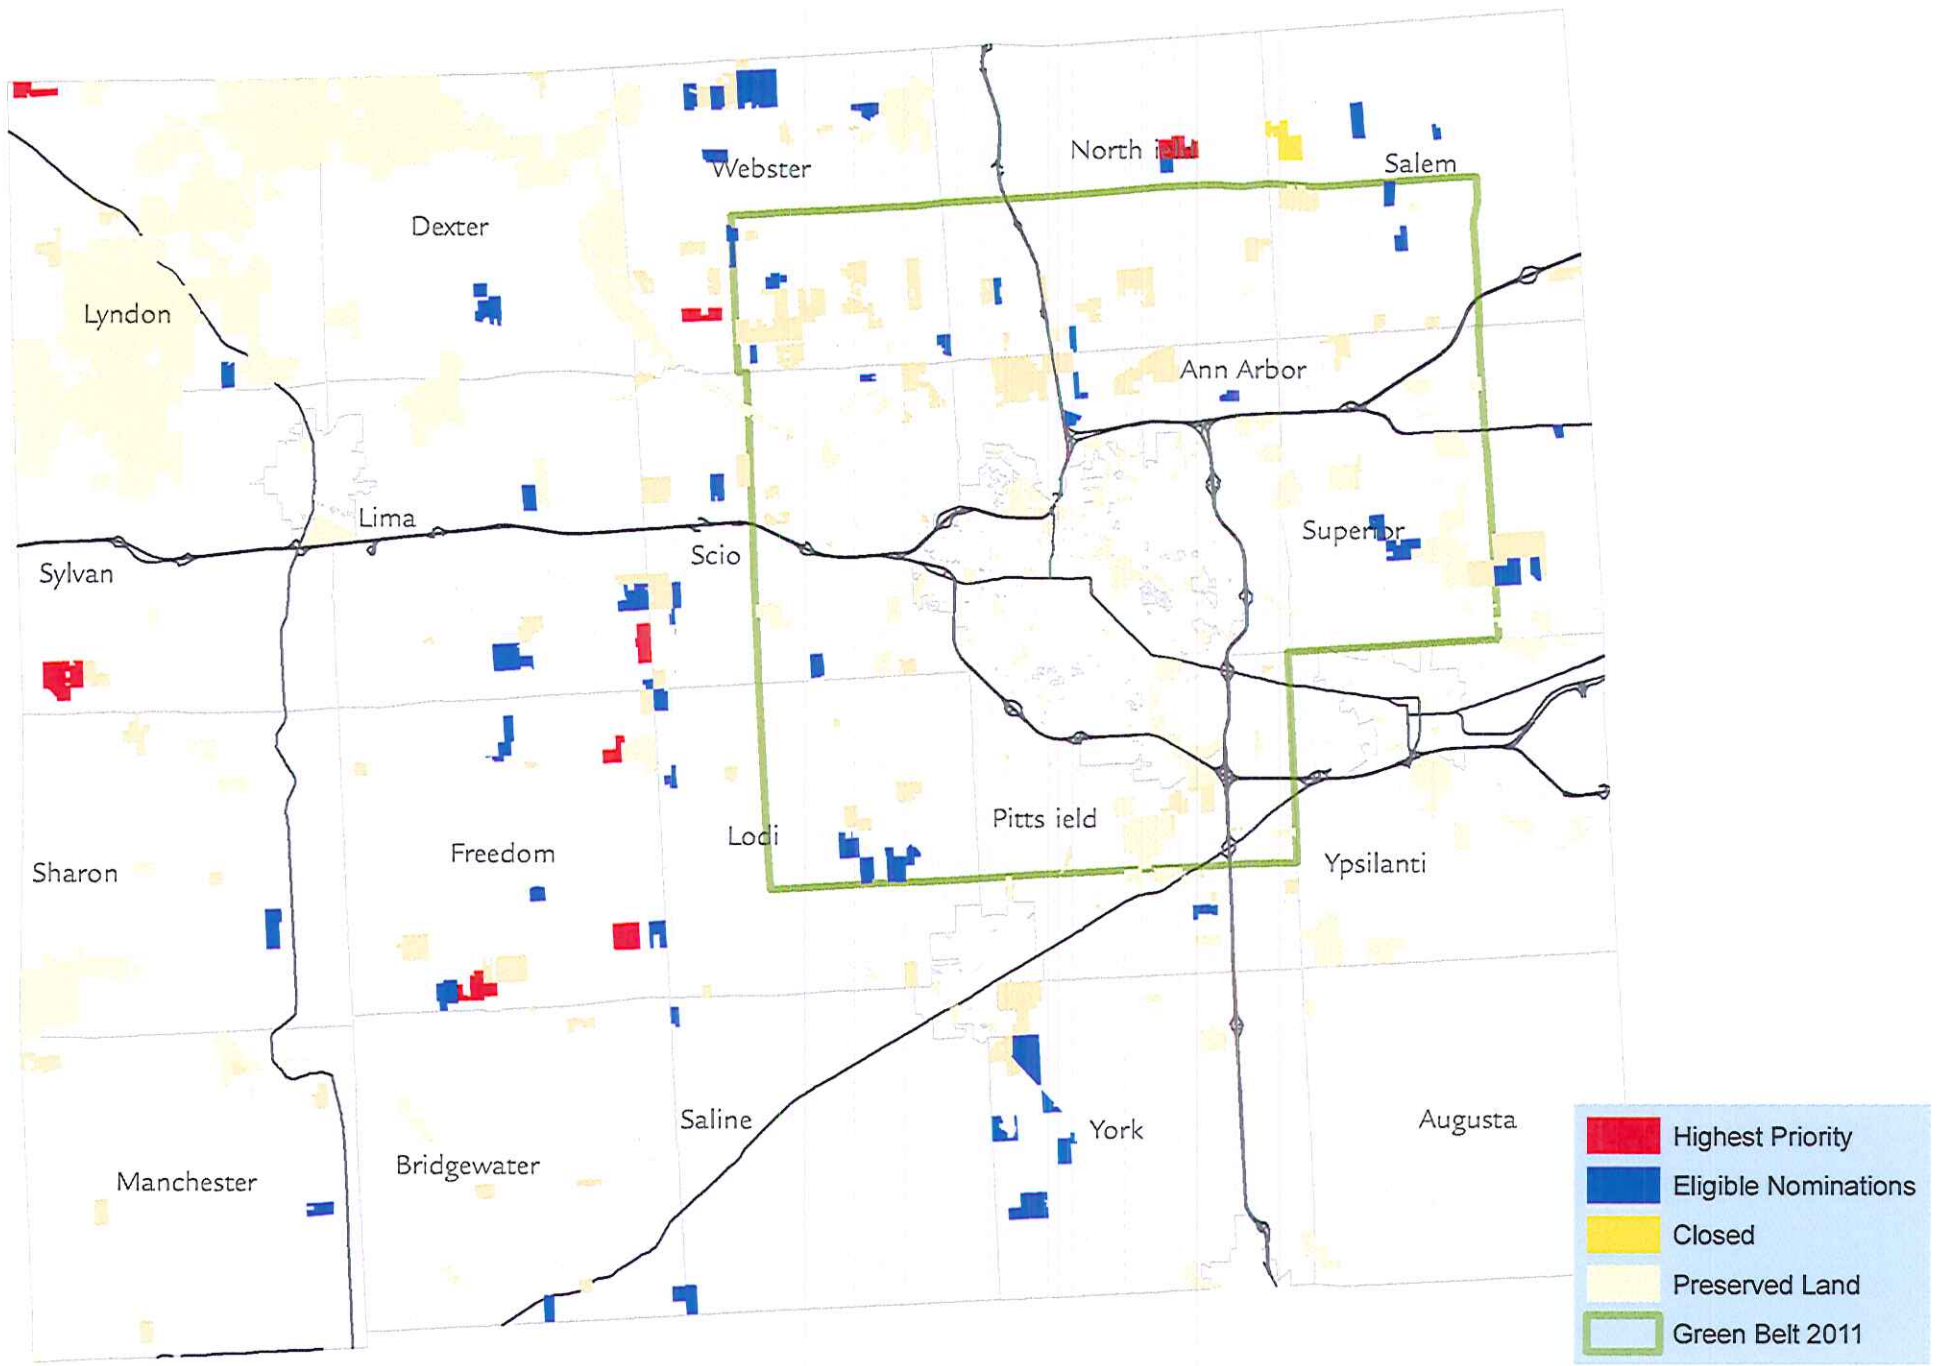 North ield
Salem
Webster
Dexter
Lyndon
Ann Arbor
Lima
Superior
Scio
Sylvan
Pitts ield
Lodi
Freedom
Ypsilanti
Sharon
Saline
York
Augusta
Bridgewater
Manchester
Highest Priority
Eligible Nominations
Closed
Preserved Land
Green Belt 2011